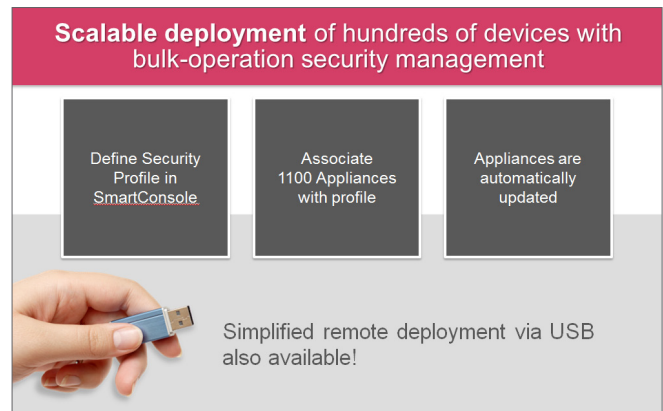 Scalable deployment of hundreds of devices with
bulk-operation security management
Define Security
Profile in
SmartConsole
Associate
1100 Appliances
with profile
Appliances are
automatically
updated
Simplified remote deployment via USB
also available!